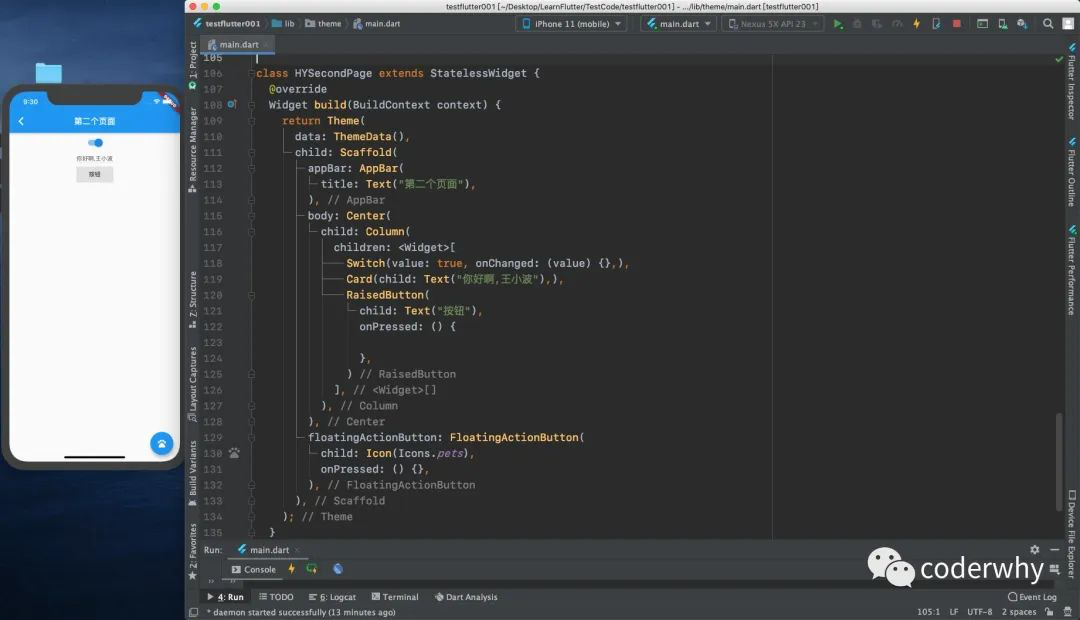 testflutter001 [~/Desktop/LearnFlutter/TestCode/testflutter001] - .../lib/theme/main.dart [testflutter001]
testflutter001 lib theme main.dart iPhone 11 (mobile) main.dart Nexus 5X API 23
main.dart
1: Project
Resource Manager
Z: Structure
Layout Captures
Build Variants
2: Favorites
Flutter Inspector
Flutter Outline
Flutter Performance
Device File Explorer
9:30
第二个页面
你好啊,王小波
按钮
105
106 class HYSecondPage extends StatelessWidget {
107 @override
108 Widget build(BuildContext context) {
109 return Theme(
110 data: ThemeData(),
111 child: Scaffold(
112 appBar: AppBar(
113 title: Text("第二个页面"),
114 ), // AppBar
115 body: Center(
116 child: Column(
117 children: <Widget>[
118 Switch(value: true, onChanged: (value) {},),
119 Card(child: Text("你好啊,王小波"),),
120 RaisedButton(
121 child: Text("按钮"),
122 onPressed: () {
123
124 },
125 ) // RaisedButton
126 ], // <Widget>[]
127 ), // Column
128 ), // Center
129 floatingActionButton: FloatingActionButton(
130 child: Icon(Icons.pets),
131 onPressed: () {},
132 ), // FloatingActionButton
133 ), // Scaffold
134 ); // Theme
135 }
Run: main.dart
Console
coderwhy
4: Run TODO 6: Logcat Terminal Dart Analysis Event Log
* daemon started successfully (13 minutes ago) 105:1 LF UTF-8 2 spaces